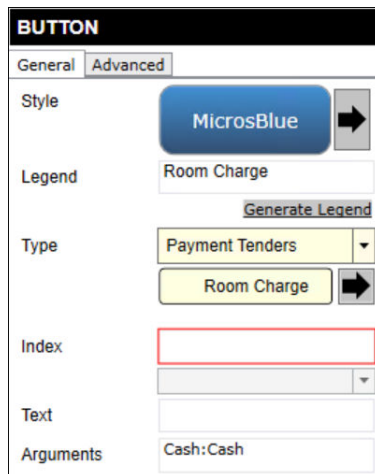 BUTTON
General Advanced
Style MicrosBlue
Legend Room Charge
Generate Legend
Type Payment Tenders
Room Charge
Index
Text
Arguments Cash:Cash